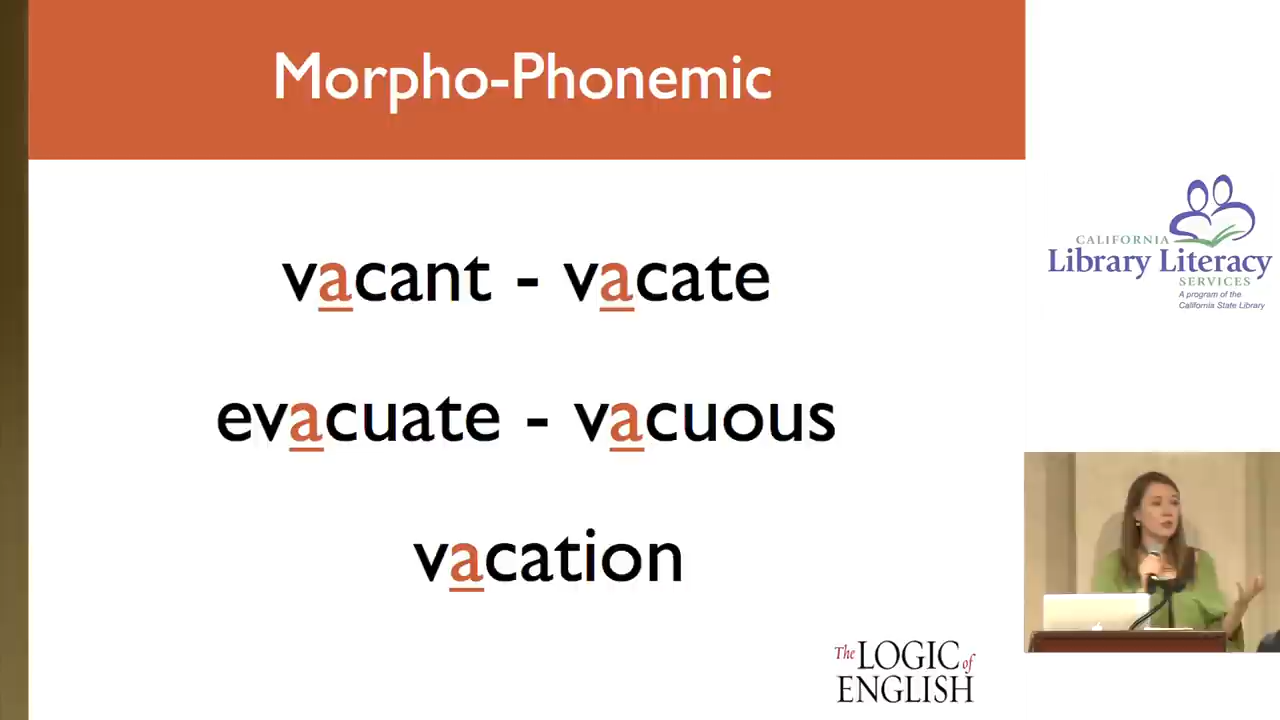 Morpho-Phonemic
vacant - vacate
evacuate - vacuous
vacation
The LOGIC of
ENGLISH
CALIFORNIA
Library Literacy
SERVICES
A program of the
California State Library